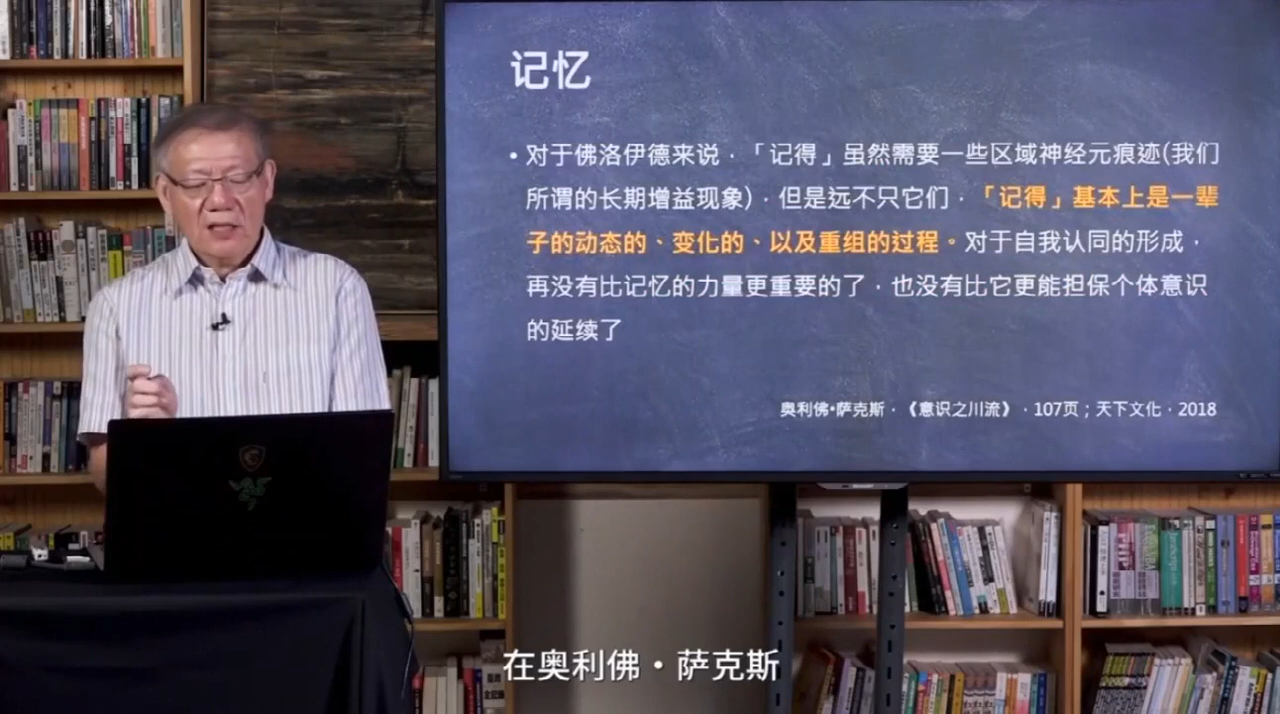 记忆
• 对于佛洛伊德来说，「记得」虽然需要一些区域神经元痕迹(我们
所谓的长期增益现象)，但是远不只它们，「记得」基本上是一辈
子的动态的、变化的、以及重组的过程。对于自我认同的形成，
再没有比记忆的力量更重要的了，也没有比它更能担保个体意识
的延续了
奥利佛•萨克斯，《意识之川流》，107页；天下文化，2018
在奥利佛·萨克斯